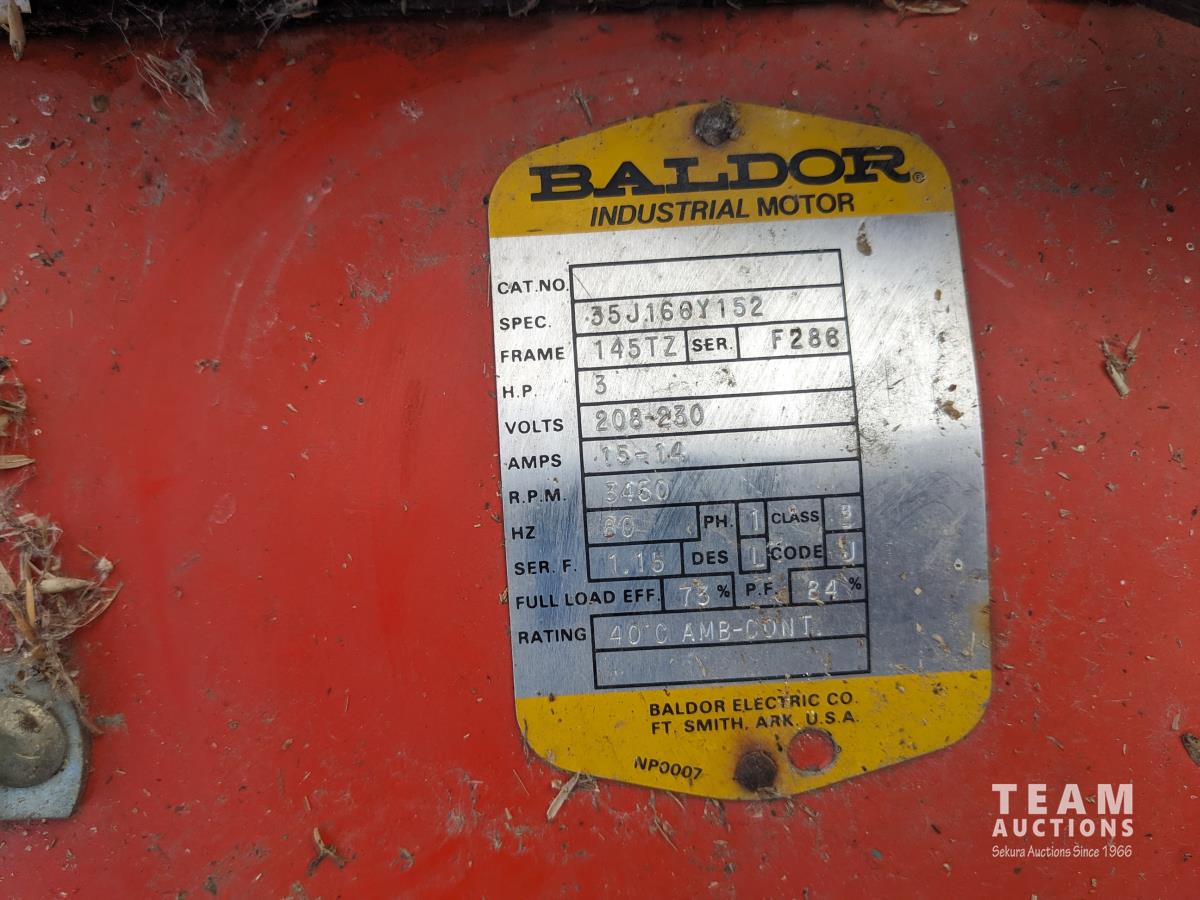 BALDOR®
INDUSTRIAL MOTOR
CAT.NO.
SPEC. 35J160Y152
FRAME 145TZ SER. F286
H.P. 3
VOLTS 208-230
AMPS 15-14
R.P.M. 3450
HZ 60 PH. 1 CLASS B
SER. F. 1.15 DES L CODE J
FULL LOAD EFF. 73 % P.F. 84 %
RATING 40°C AMB-CONT.
BALDOR ELECTRIC CO.
FT. SMITH, ARK. U.S.A.
NP0007
TEAM
AUCTIONS
Sekura Auctions Since 1966